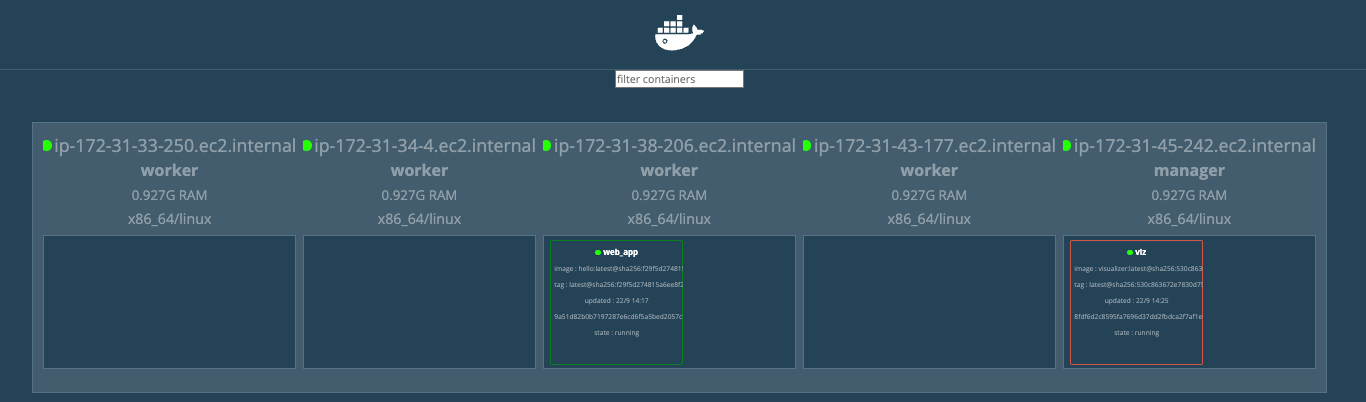 filter containers
ip-172-31-33-250.ec2.internal
worker
0.927G RAM
x86_64/linux
ip-172-31-34-4.ec2.internal
worker
0.927G RAM
x86_64/linux
ip-172-31-38-206.ec2.internal
worker
0.927G RAM
x86_64/linux
web_app
image : hello:latest@sha256:f29f5d27481
tag : latest@sha256:f29f5d274815a6ee8f2
updated : 22/9 14:17
9a51d82b0b7197287e6cd6f5a5bed2057c
state : running
ip-172-31-43-177.ec2.internal
worker
0.927G RAM
x86_64/linux
ip-172-31-45-242.ec2.internal
manager
0.927G RAM
x86_64/linux
viz
image : visualizer:latest@sha256:530c863
tag : latest@sha256:530c863672e7830d7
updated : 22/9 14:25
8fdf6d2c8595fa7696d37dd2fbdca2f7af1e
state : running